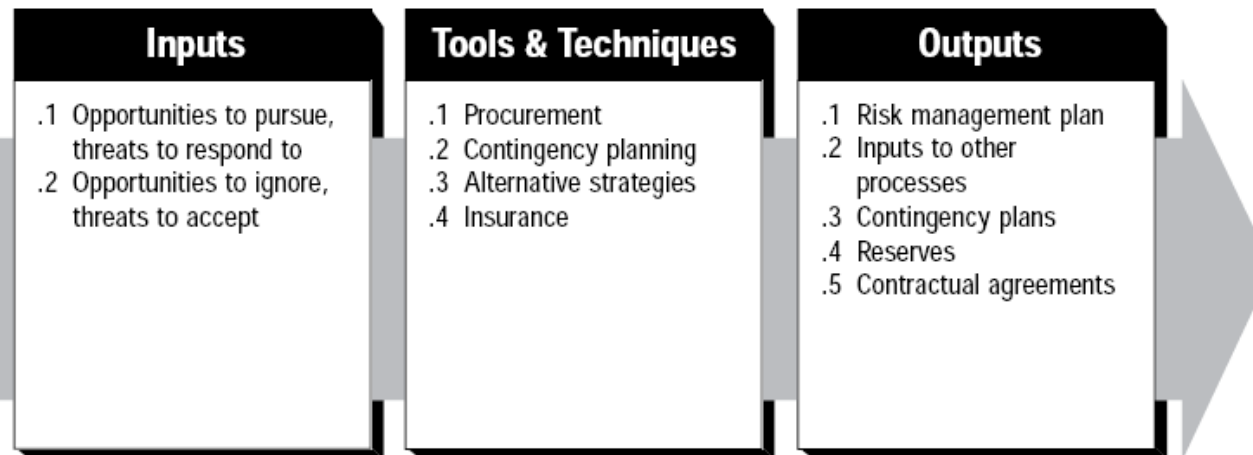 Inputs
.1 Opportunities to pursue,
threats to respond to
.2 Opportunities to ignore,
threats to accept
Tools & Techniques
.1 Procurement
.2 Contingency planning
.3 Alternative strategies
.4 Insurance
Outputs
.1 Risk management plan
.2 Inputs to other
processes
.3 Contingency plans
.4 Reserves
.5 Contractual agreements